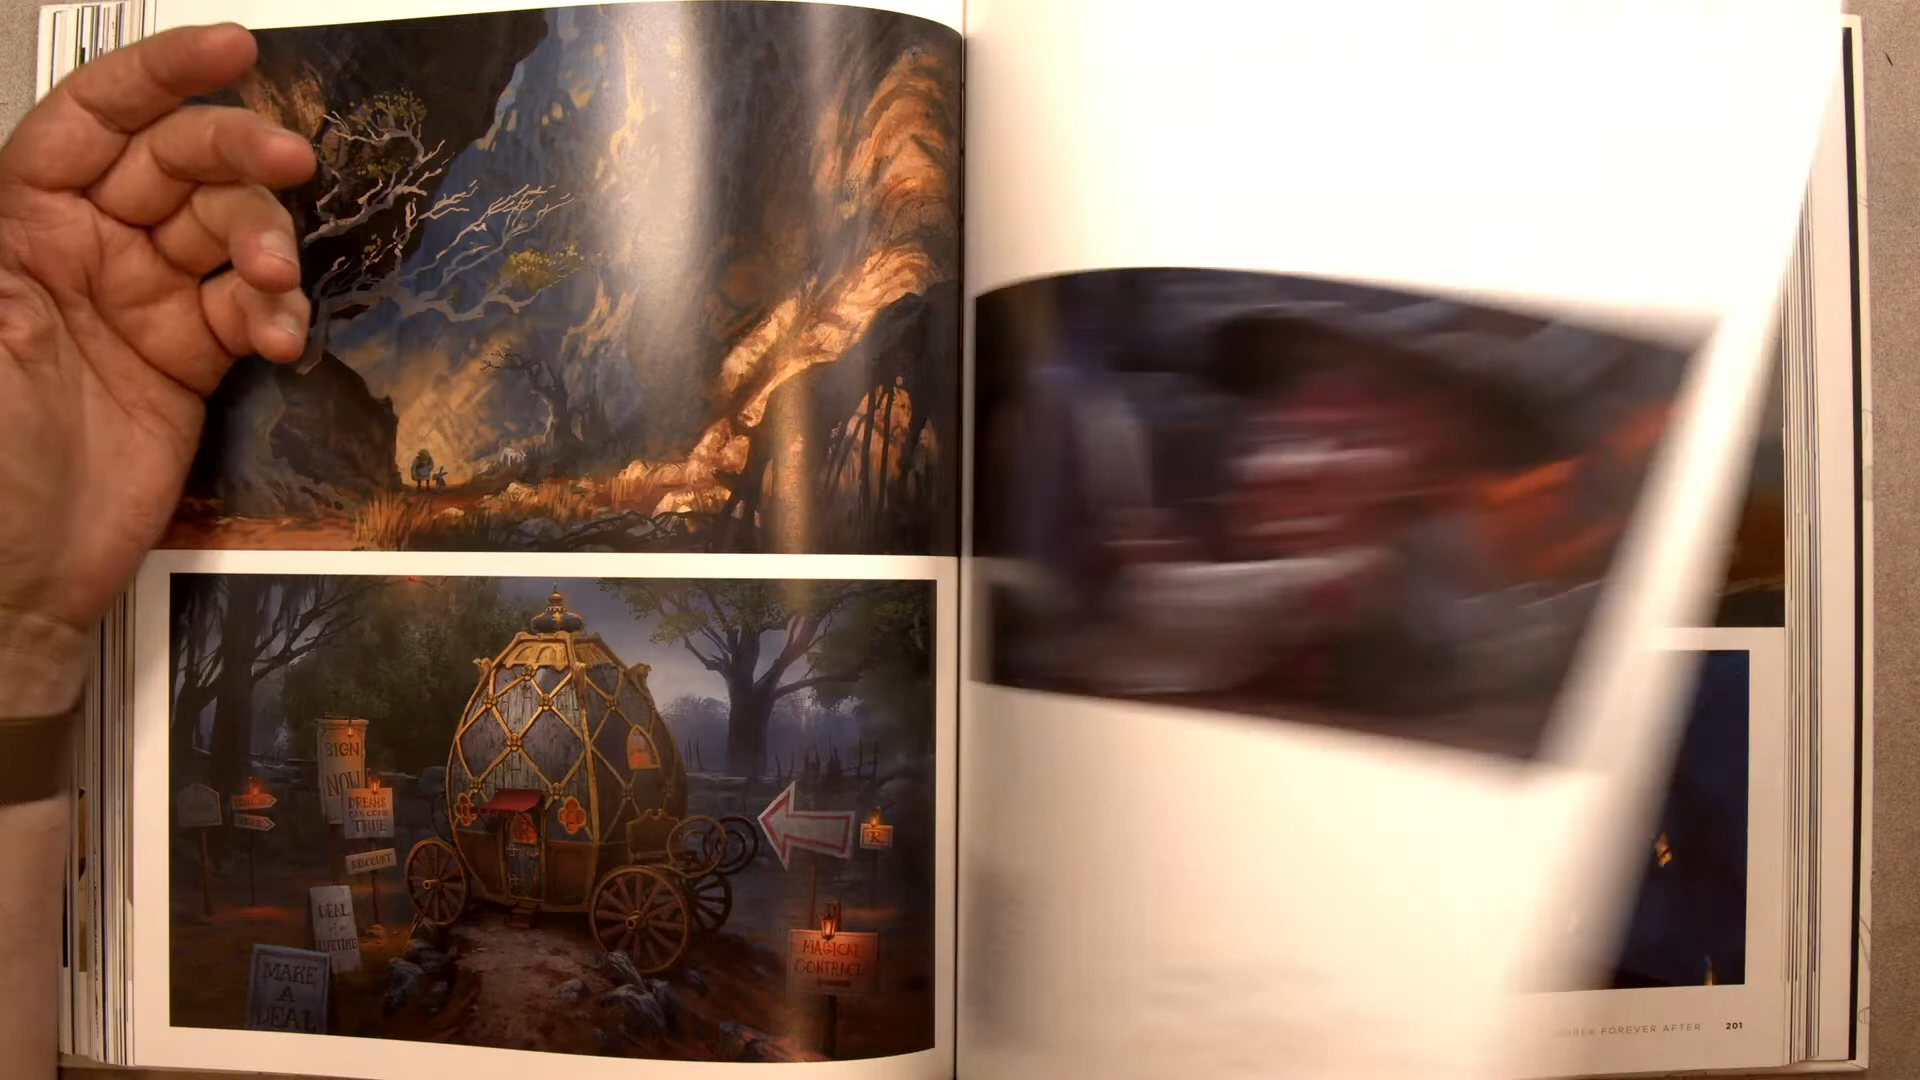 SIGN
NOW
DREAMS
CAN COME
TRUE
DISCOUNT
DEAL
LIFETIME
MAKE
A
DEAL
R
MAGICAL
CONTRACT
FOREVER AFTER 201